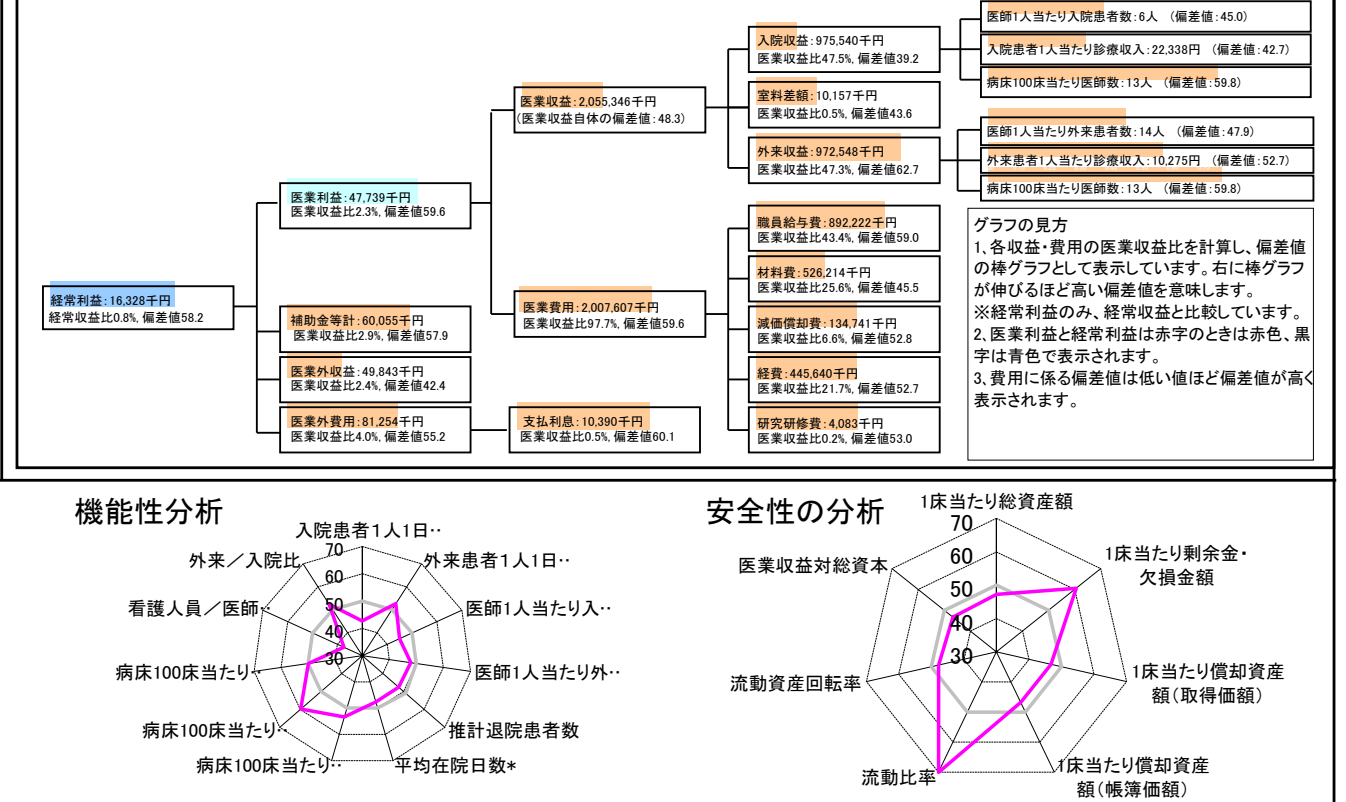 医師1人当たり入院患者数:6人 (偏差値:45.0)
入院患者1人当たり診療収入:22,338円 (偏差値:42.7)
病床100床当たり医師数:13人 (偏差値:59.8)
入院収益:975,540千円
医業収益比47.5%, 偏差値39.2
室料差額:10,157千円
医業収益比0.5%, 偏差値43.6
外来収益:972,548千円
医業収益比47.3%, 偏差値62.7
医師1人当たり外来患者数:14人 (偏差値:47.9)
外来患者1人当たり診療収入:10,275円 (偏差値:52.7)
病床100床当たり医師数:13人 (偏差値:59.8)
医業収益:2,055,346千円
(医業収益自体の偏差値:48.3)
医業利益:47,739千円
医業収益比2.3%, 偏差値59.6
職員給与費:892,222千円
医業収益比43.4%, 偏差値59.0
材料費:526,214千円
医業収益比25.6%, 偏差値45.5
減価償却費:134,741千円
医業収益比6.6%, 偏差値52.8
経費:445,640千円
医業収益比21.7%, 偏差値52.7
研究研修費:4,083千円
医業収益比0.2%, 偏差値53.0
医業費用:2,007,607千円
医業収益比97.7%, 偏差値59.6
経常利益:16,328千円
経常収益比0.8%, 偏差値58.2
補助金等計:60,055千円
医業収益比2.9%, 偏差値57.9
医業外収益:49,843千円
医業収益比2.4%, 偏差値42.4
医業外費用:81,254千円
医業収益比4.0%, 偏差値55.2
支払利息:10,390千円
医業収益比0.5%, 偏差値60.1
グラフの見方
1、各収益・費用の医業収益比を計算し、偏差値
の棒グラフとして表示しています。右に棒グラフ
が伸びるほど高い偏差値を意味します。
※経常利益のみ、経常収益と比較しています。
2、医業利益と経常利益は赤字のときは赤色、黒
字は青色で表示されます。
3、費用に係る偏差値は低い値ほど偏差値が高く
表示されます。
機能性分析
入院患者1人1日‥
外来患者1人1日‥
医師1人当たり入‥
医師1人当たり外‥
推計退院患者数
平均在院日数*
病床100床当たり‥
病床100床当たり‥
病床100床当たり‥
看護人員/医師‥
外来/入院比
70
60
50
40
30
安全性の分析
1床当たり総資産額
1床当たり剰余金・
欠損金額
1床当たり償却資産
額(取得価額)
1床当たり償却資産
額(帳簿価額)
流動比率
流動資産回転率
医業収益対総資本
70
60
50
40
30